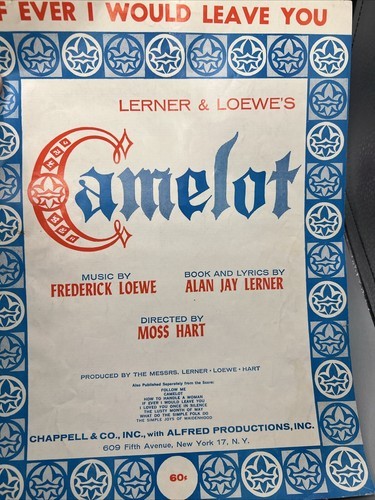 F EVER I WOULD LEAVE YOU
LERNER & LOEWE'S
Camelot
MUSIC BY
FREDERICK LOEWE
BOOK AND LYRICS BY
ALAN JAY LERNER
DIRECTED BY
MOSS HART
PRODUCED BY THE MESSRS. LERNER · LOEWE · HART
Also Published Separately from the Score:
FOLLOW ME
CAMELOT
HOW TO HANDLE A WOMAN
IF EVER I WOULD LEAVE YOU
I LOVED YOU ONCE IN SILENCE
THE LUSTY MONTH OF MAY
WHAT DO THE SIMPLE FOLK DO
THE SIMPLE JOYS OF MAIDENHOOD
CHAPPELL & CO., INC., with ALFRED PRODUCTIONS, INC.
609 Fifth Avenue, New York 17, N. Y.
60¢